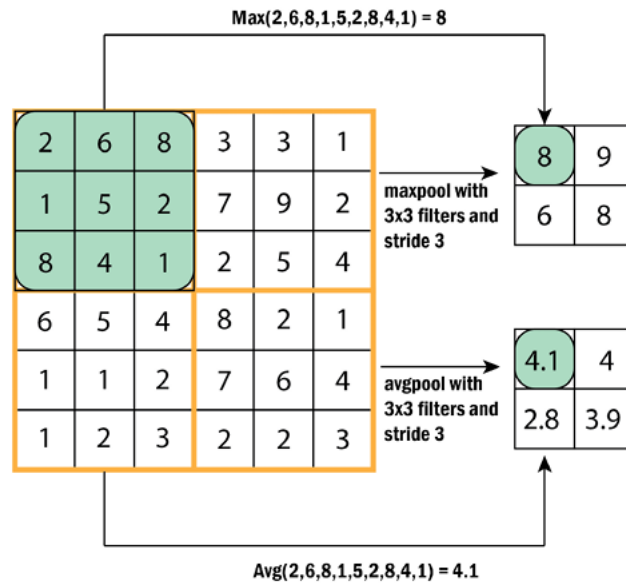 Max(2,6,8,1,5,2,8,4,1) = 8
2 6 8 3 3 1
1 5 2 7 9 2
8 4 1 2 5 4
6 5 4 8 2 1
1 1 2 7 6 4
1 2 3 2 2 3
maxpool with
3x3 filters and
stride 3
8 9
6 8
avgpool with
3x3 filters and
stride 3
4.1 4
2.8 3.9
Avg(2,6,8,1,5,2,8,4,1) = 4.1